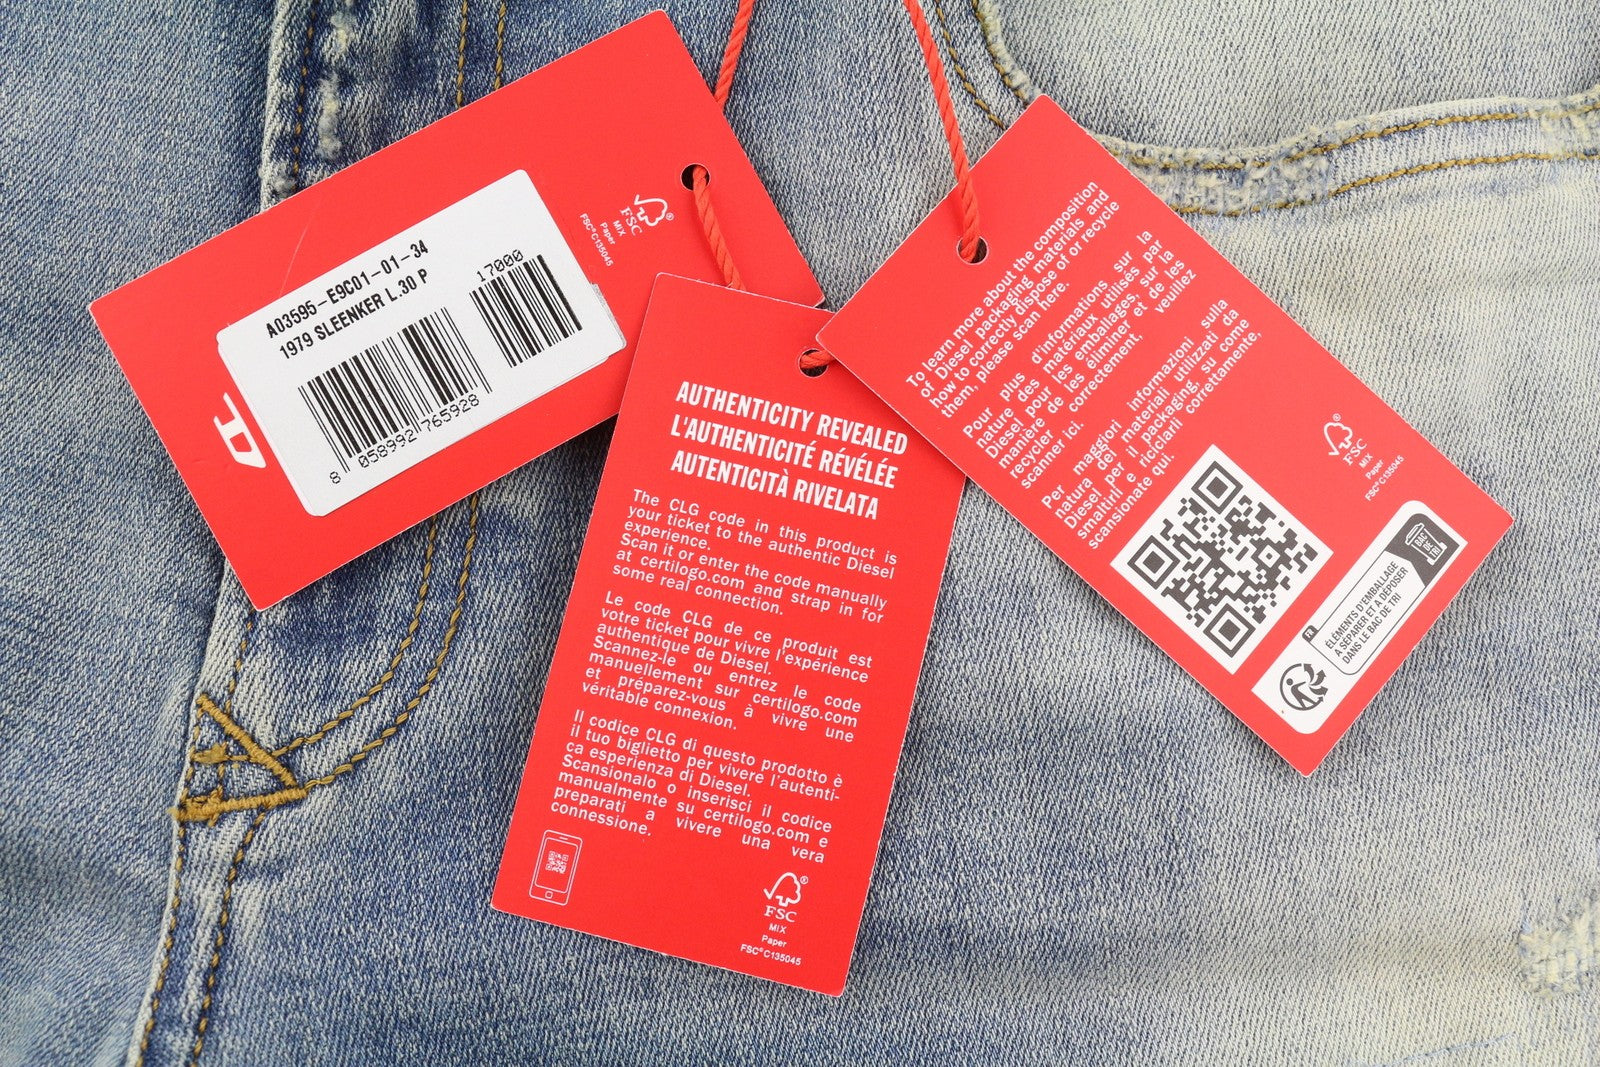 A03595-E9C01-01-34
1979 SLEENKER L.30 P
17000
8 058992 765928
FSC®
MIX
Paper
FSC® C135045
AUTHENTICITY REVEALED
L'AUTHENTICITÉ RÉVÉLÉE
AUTENTICITÀ RIVELATA
The CLG code in this product is
your ticket to the authentic Diesel
experience.
Scan it or enter the code manually
at certilogo.com and strap in for
some real connection.
Le code CLG de ce produit est
votre ticket pour vivre l'expérience
authentique de Diesel.
Scannez-le ou entrez le code
manuellement sur certilogo.com
et préparez-vous à vivre une
véritable connexion.
Il codice CLG di questo prodotto è
il tuo biglietto per vivere l'autenti-
ca esperienza di Diesel.
Scansionalo o inserisci il codice
manualmente su certilogo.com e
preparati a vivere una vera
connessione.
FSC®
MIX
Paper
FSC® C135045
To learn more about the composition
of Diesel packaging materials and
how to correctly dispose of or recycle
them, please scan here.
Pour plus d'informations sur la
nature des matériaux utilisés par
Diesel pour les emballages, sur la
manière de les éliminer et de les
recycler correctement, veuillez
scanner ici.
Per maggiori informazioni sulla
natura dei materiali utilizzati da
Diesel per il packaging, su come
smaltirli e riciclarli correttamente,
scansionate qui.
FSC®
MIX
Paper
FSC® C135045
FR
ÉLÉMENTS D'EMBALLAGE
A SÉPARER ET A DÉPOSER
DANS LE BAC DE TRI
BAC
DE
TRI